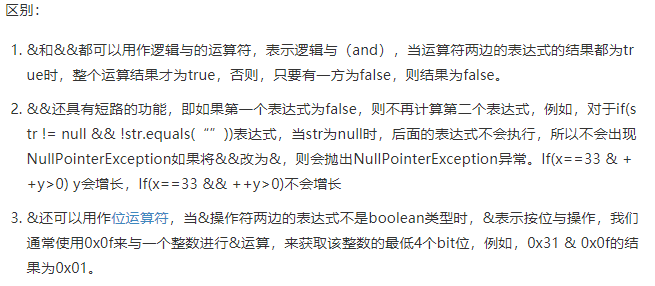 区别：
1. &和&&都可以用作逻辑与的运算符，表示逻辑与（and），当运算符两边的表达式的结果都为tr
ue时，整个运算结果才为true，否则，只要有一方为false，则结果为false。
2. &&还具有短路的功能，即如果第一个表达式为false，则不再计算第二个表达式，例如，对于if(s
tr != null && !str.equals(“”))表达式，当str为null时，后面的表达式不会执行，所以不会出现
NullPointerException如果将&&改为&，则会抛出NullPointerException异常。If(x==33 & +
+y>0) y会增长，If(x==33 && ++y>0)不会增长
3. &还可以用作位运算符，当&操作符两边的表达式不是boolean类型时，&表示按位与操作，我们
通常使用0x0f来与一个整数进行&运算，来获取该整数的最低4个bit位，例如，0x31 & 0x0f的结
果为0x01。